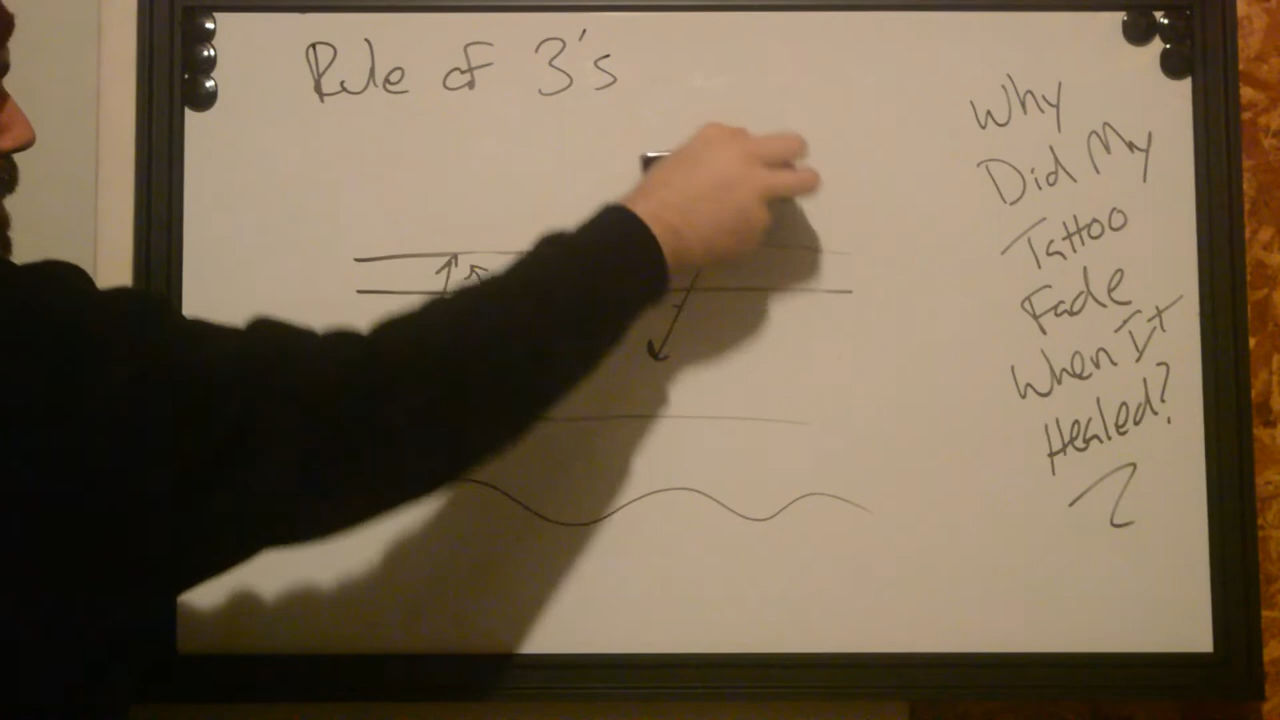 Rule of 3's
Why
Did My
Tattoo
Fade
When It
Healed?